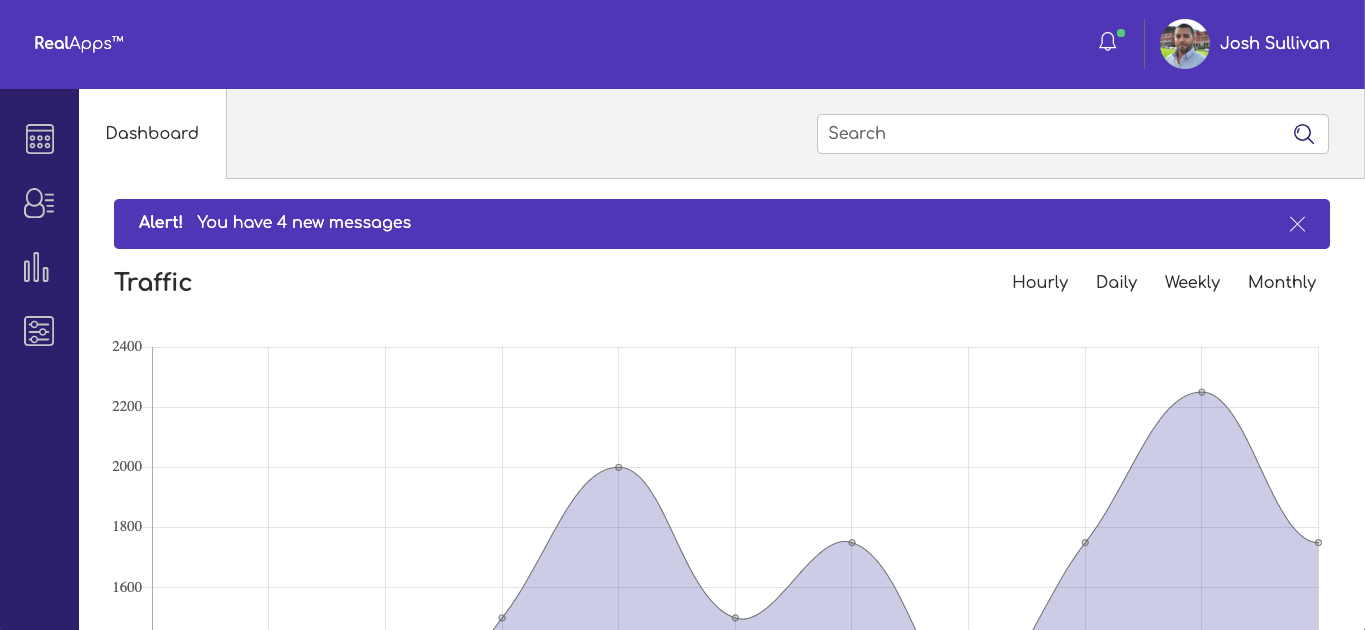 RealApps™
Josh Sullivan
Dashboard
Search
Alert! You have 4 new messages
Traffic
Hourly Daily Weekly Monthly
2400
2200
2000
1800
1600